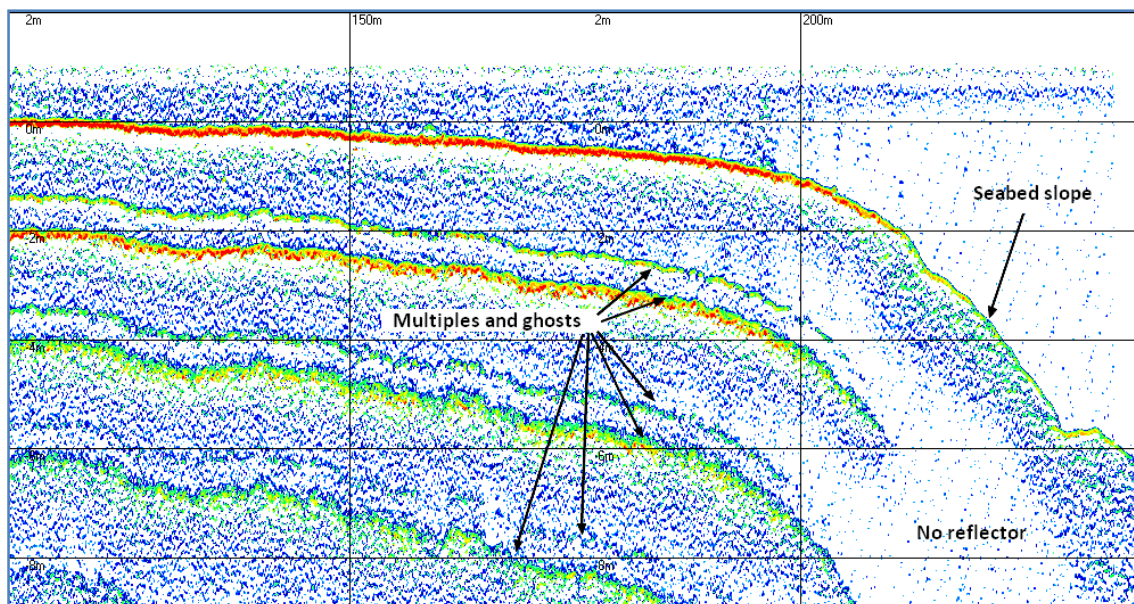 2m 150m 2m 200m
0m 0m
Seabed slope
2m 2m
Multiples and ghosts
4m
6m
No reflector
8m 8m